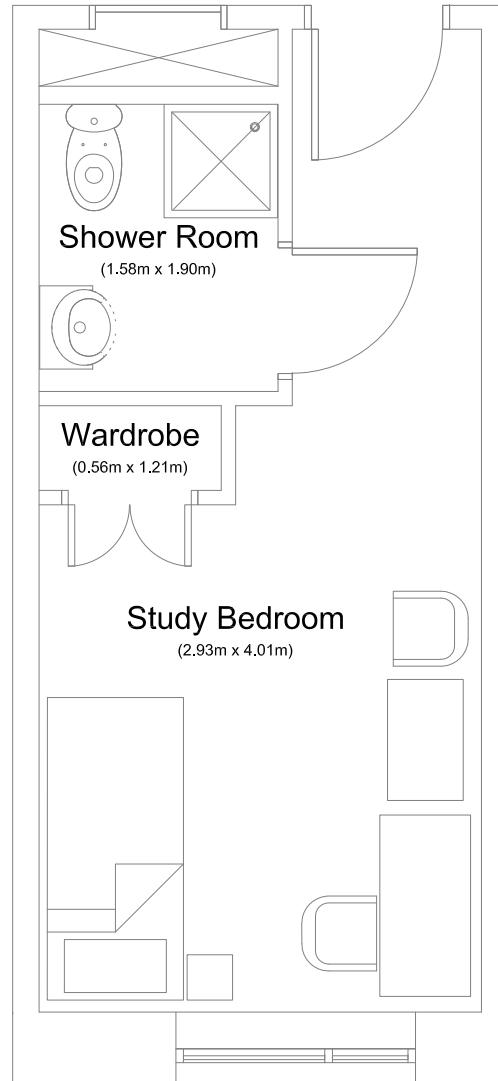 Shower Room
(1.58m x 1.90m)
Wardrobe
(0.56m x 1.21m)
Study Bedroom
(2.93m x 4.01m)